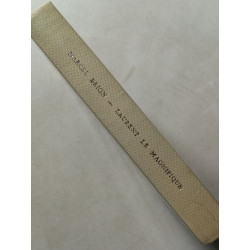 MARCEL BRION — LAURENT LE MAGNIFIQUE